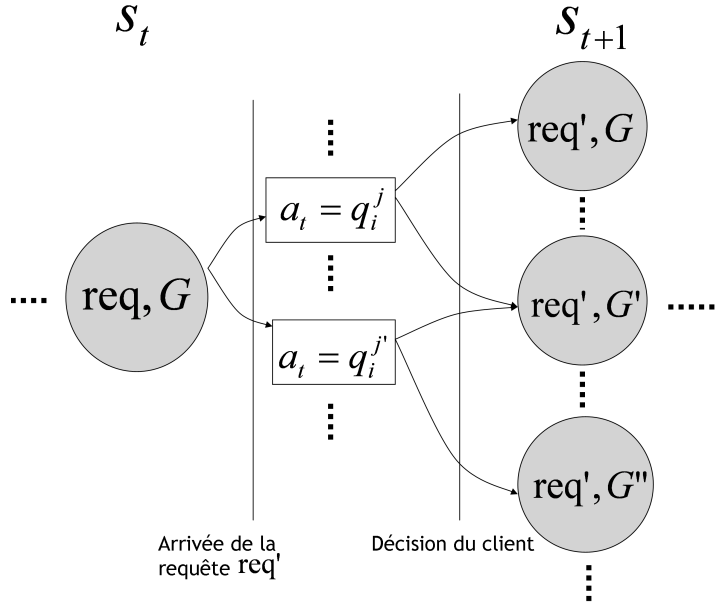 S_t
S_{t+1}
req', G
a_t = q_i^j
req, G
req', G'
a_t = q_i^{j'}
req', G''
Arrivée de la
requête req'
Décision du client